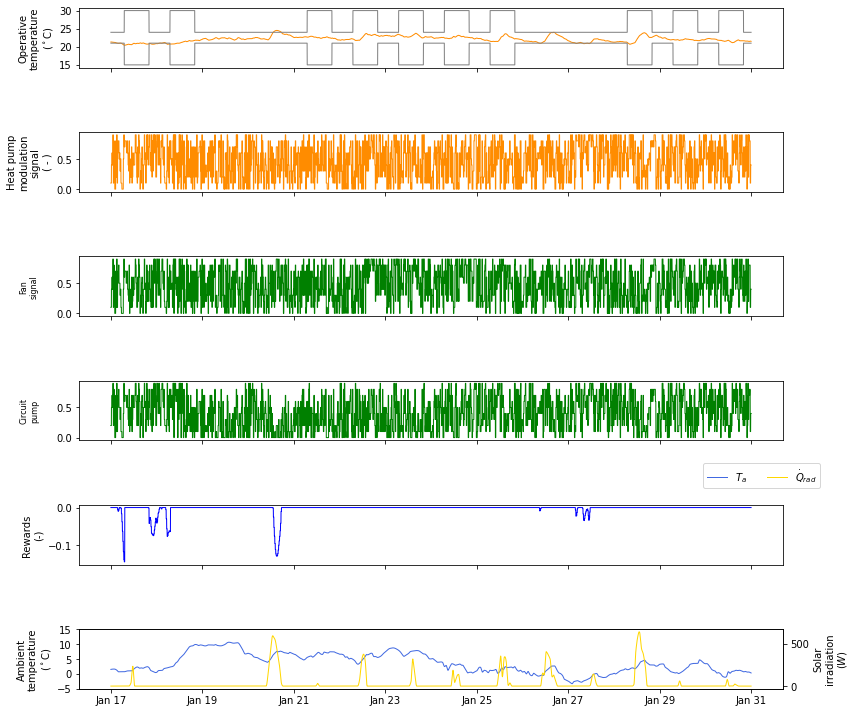 Operative
temperature
(°C)
30
25
20
15
Heat pump
modulation
signal
( - )
0.5
0.0
Fan
signal
0.5
0.0
Circuit
pump
0.5
0.0
T_a
Q̇_rad
Rewards
(-)
0.0
−0.1
Ambient
temperature
(°C)
15
10
5
0
−5
500
0
Solar
irradiation
(W)
Jan 17
Jan 19
Jan 21
Jan 23
Jan 25
Jan 27
Jan 29
Jan 31